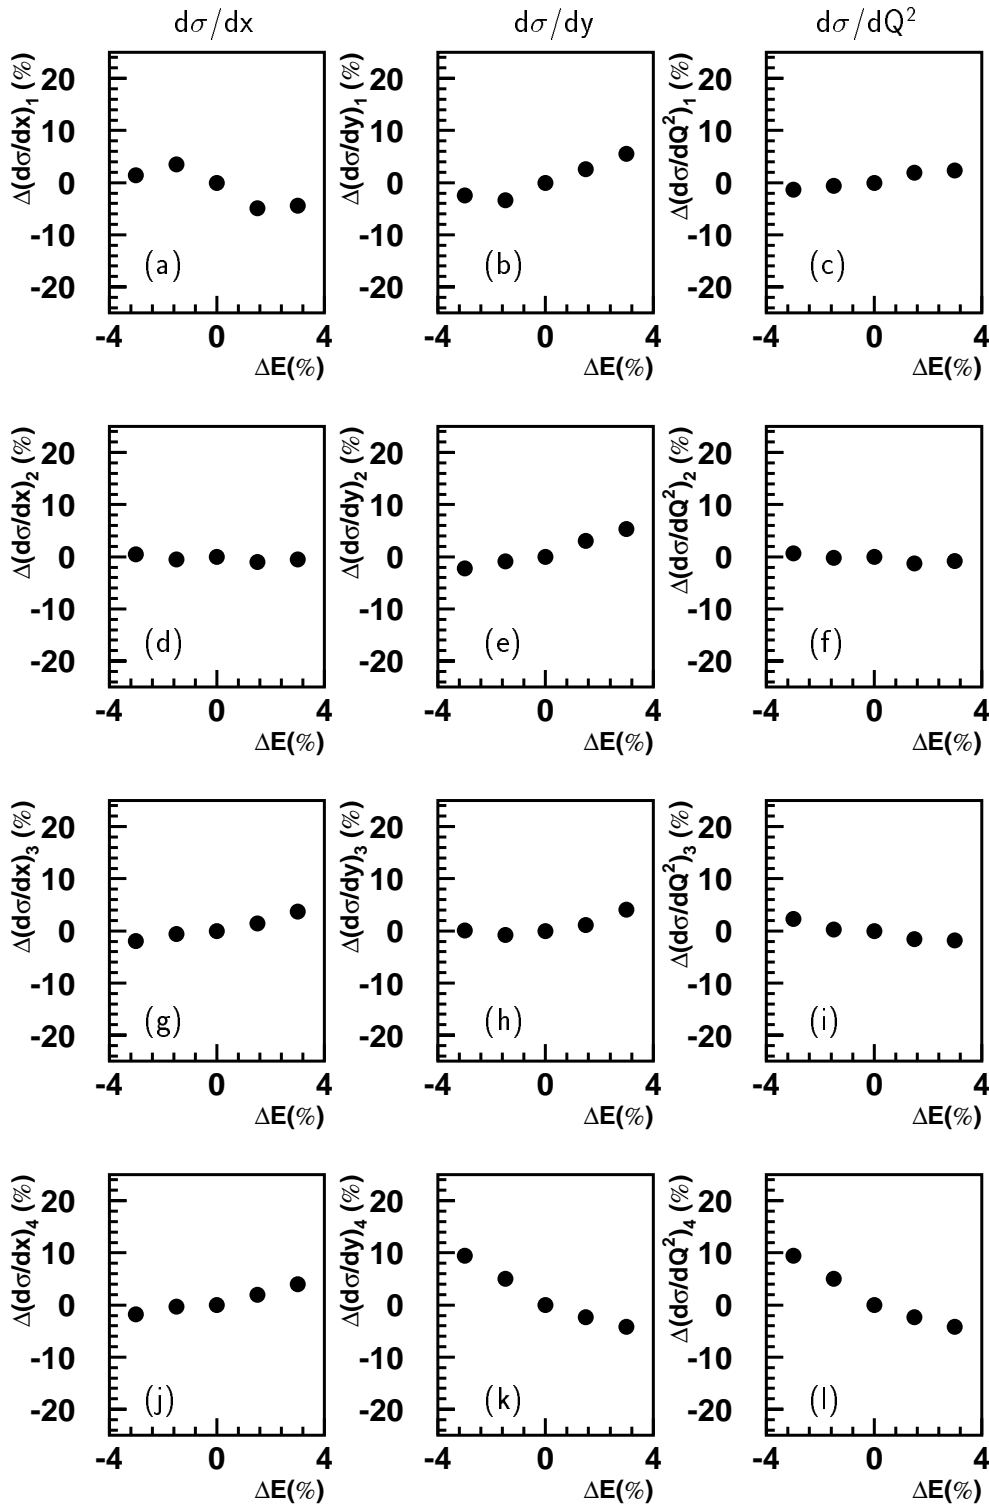 dσ/dx dσ/dy dσ/dQ²
Δ(dσ/dx)₁ (%) 20 10 0 -10 -20 (a) -4 0 4 ΔE(%)
Δ(dσ/dy)₁ (%) 20 10 0 -10 -20 (b) -4 0 4 ΔE(%)
Δ(dσ/dQ²)₁ (%) 20 10 0 -10 -20 (c) -4 0 4 ΔE(%)
Δ(dσ/dx)₂ (%) 20 10 0 -10 -20 (d) -4 0 4 ΔE(%)
Δ(dσ/dy)₂ (%) 20 10 0 -10 -20 (e) -4 0 4 ΔE(%)
Δ(dσ/dQ²)₂ (%) 20 10 0 -10 -20 (f) -4 0 4 ΔE(%)
Δ(dσ/dx)₃ (%) 20 10 0 -10 -20 (g) -4 0 4 ΔE(%)
Δ(dσ/dy)₃ (%) 20 10 0 -10 -20 (h) -4 0 4 ΔE(%)
Δ(dσ/dQ²)₃ (%) 20 10 0 -10 -20 (i) -4 0 4 ΔE(%)
Δ(dσ/dx)₄ (%) 20 10 0 -10 -20 (j) -4 0 4 ΔE(%)
Δ(dσ/dy)₄ (%) 20 10 0 -10 -20 (k) -4 0 4 ΔE(%)
Δ(dσ/dQ²)₄ (%) 20 10 0 -10 -20 (l) -4 0 4 ΔE(%)